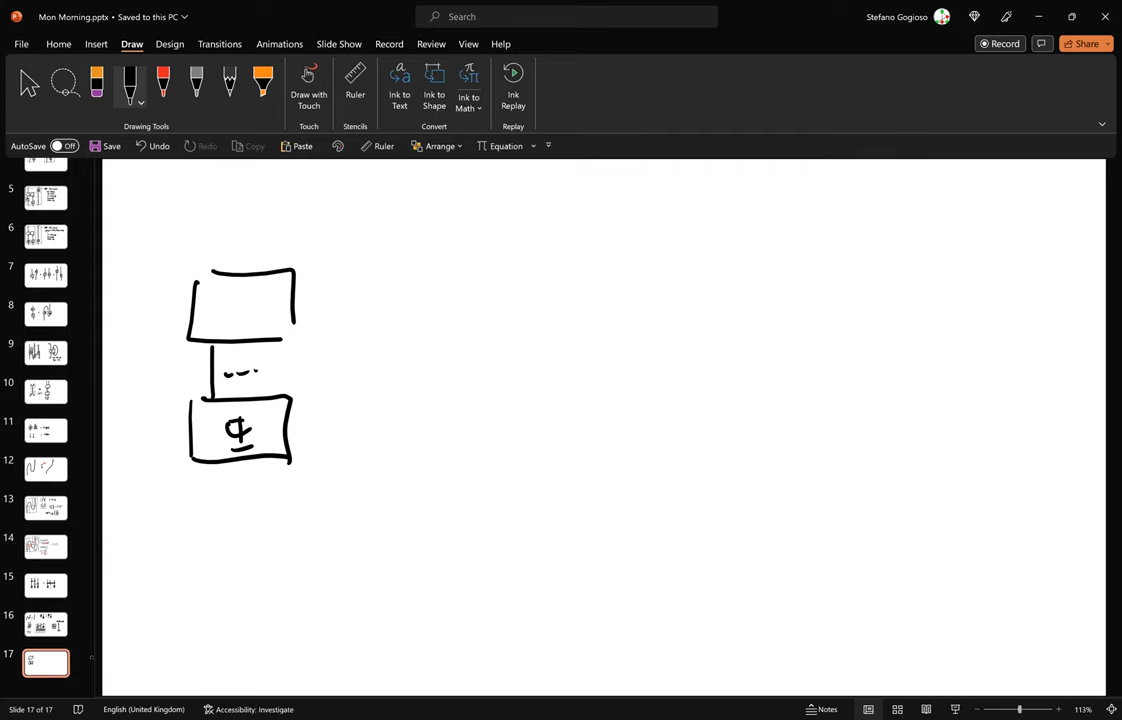 Mon Morning.pptx • Saved to this PC
Search
Stefano Gogioso
File Home Insert Draw Design Transitions Animations Slide Show Record Review View Help
Record
Share
Draw with Touch
Ruler
Ink to Text
Ink to Shape
Ink to Math
Ink Replay
Drawing Tools
Touch
Stencils
Convert
Replay
AutoSave Off Save Undo Redo Copy Paste Ruler Arrange Equation
5
6
7
8
9
10
11
12
13
14
15
16
17
...
Slide 17 of 17 English (United Kingdom) Accessibility: Investigate Notes 113%